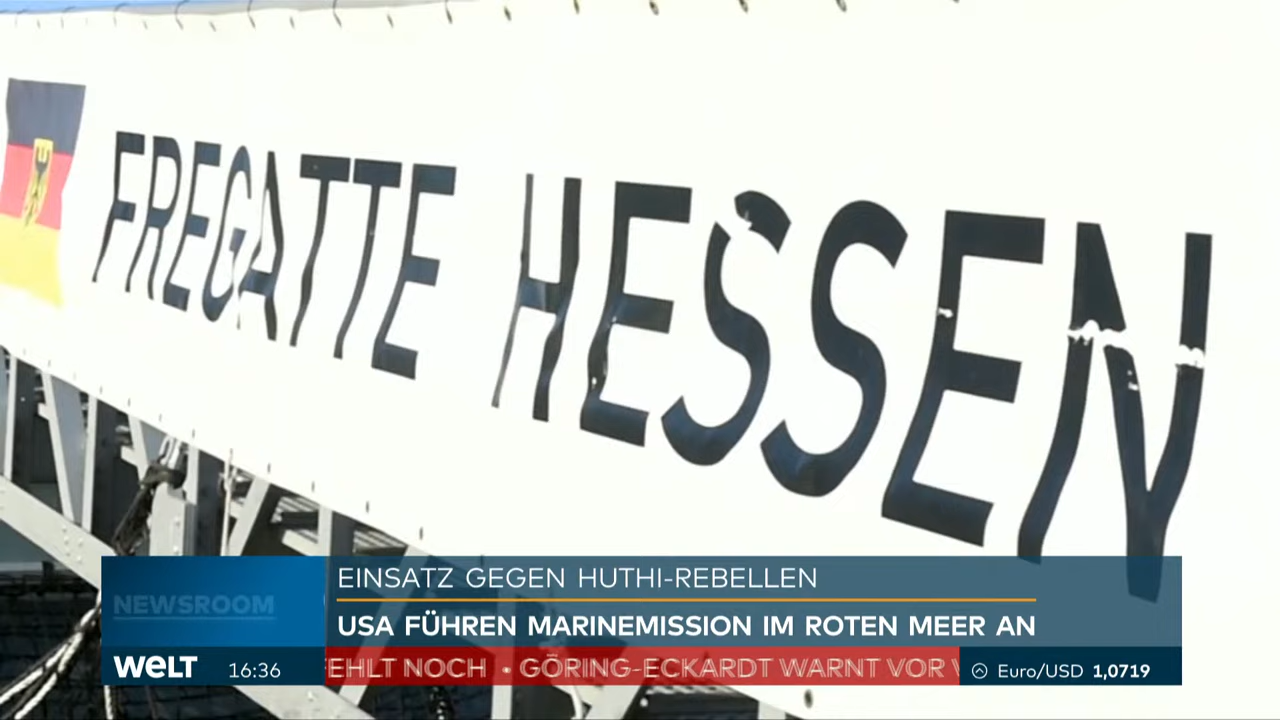 FREGATTE HESSEN
EINSATZ GEGEN HUTHI-REBELLEN
NEWSROOM
USA FÜHREN MARINEMISSION IM ROTEN MEER AN
welt 16:36 FEHLT NOCH • GÖRING-ECKARDT WARNT VOR Euro/USD 1,0719